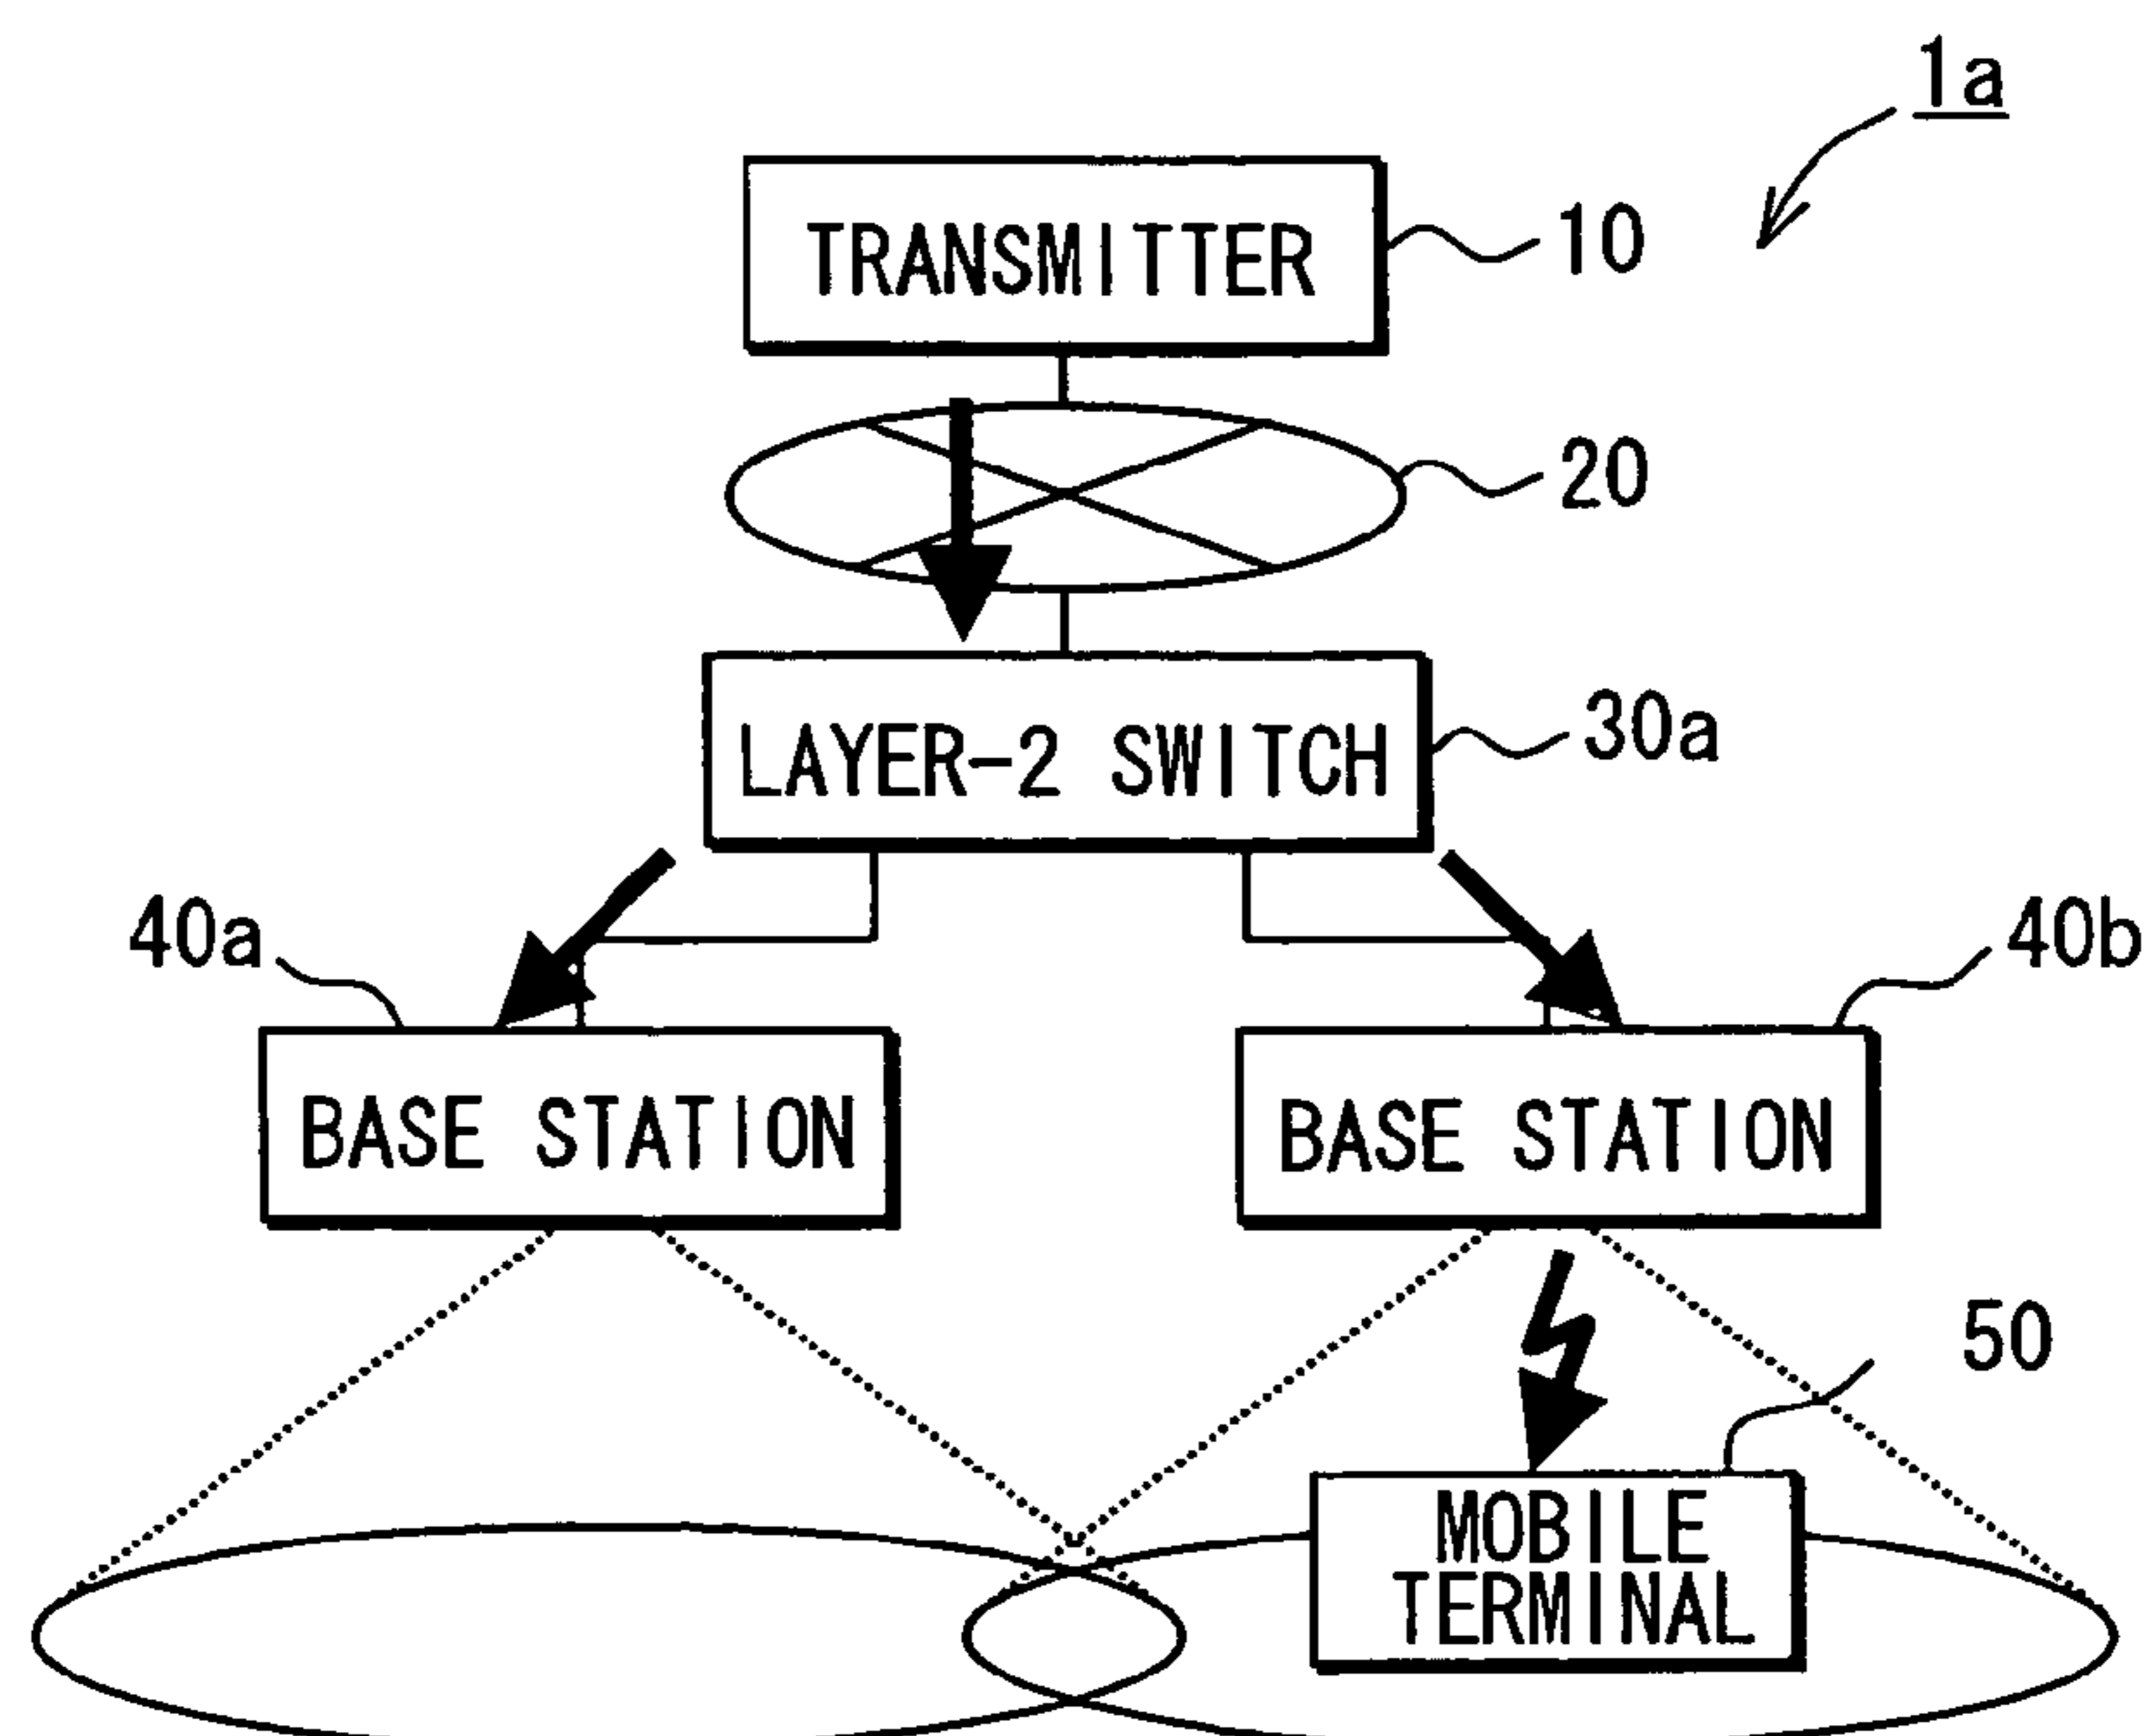 1a
TRANSMITTER
10
20
LAYER-2 SWITCH
30a
40a
40b
BASE STATION
BASE STATION
50
MOBILE
TERMINAL